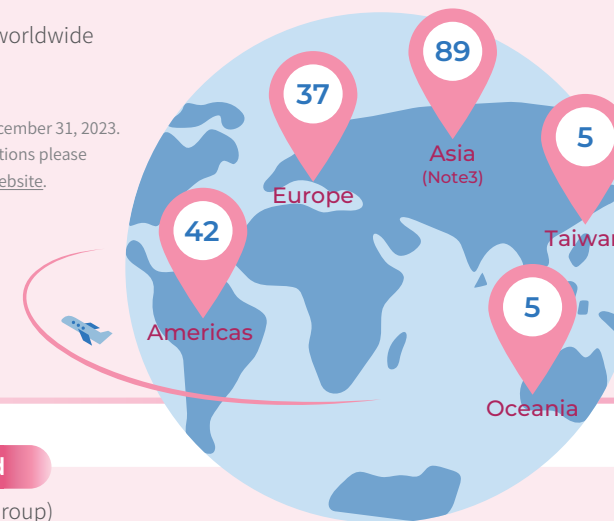 worldwide
cember 31, 2023.
tions please
ebsite.
89
37
5
Asia
(Note3)
Europe
42
Taiwan
5
Americas
Oceania
d
roup)